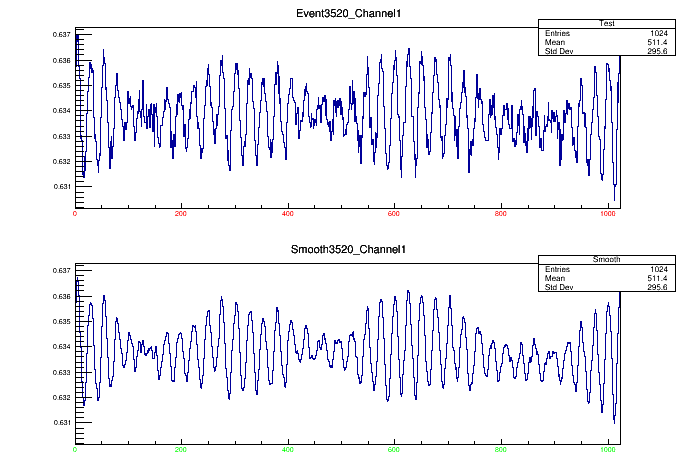 Event3520_Channel1
Test
Entries 1024
Mean 511.4
Std Dev 295.6
0.637
0.636
0.635
0.634
0.633
0.632
0.631
0 200 400 600 800 1000
Smooth3520_Channel1
Smooth
Entries 1024
Mean 511.4
Std Dev 295.6
0.637
0.636
0.635
0.634
0.633
0.632
0.631
0 200 400 600 800 1000